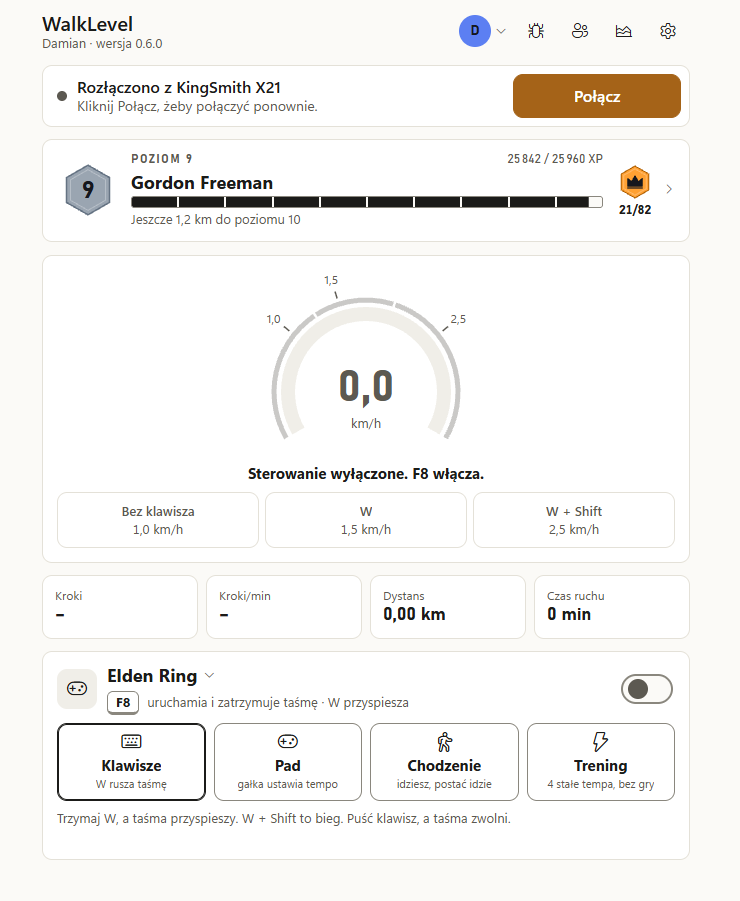 WalkLevel
Damian · wersja 0.6.0
D
Rozłączono z KingSmith X21
Kliknij Połącz, żeby połączyć ponownie.
Połącz
9
POZIOM 9
25 842 / 25 960 XP
Gordon Freeman
Jeszcze 1,2 km do poziomu 10
21/82
1,5
1,0
2,5
0,0
km/h
Sterowanie wyłączone. F8 włącza.
Bez klawisza
1,0 km/h
W
1,5 km/h
W + Shift
2,5 km/h
Kroki
–
Kroki/min
–
Dystans
0,00 km
Czas ruchu
0 min
Elden Ring
F8 uruchamia i zatrzymuje taśmę · W przyspiesza
Klawisze
W rusza taśmę
Pad
gałka ustawia tempo
Chodzenie
idziesz, postać idzie
Trening
4 stałe tempa, bez gry
Trzymaj W, a taśma przyspieszy. W + Shift to bieg. Puść klawisz, a taśma zwolni.